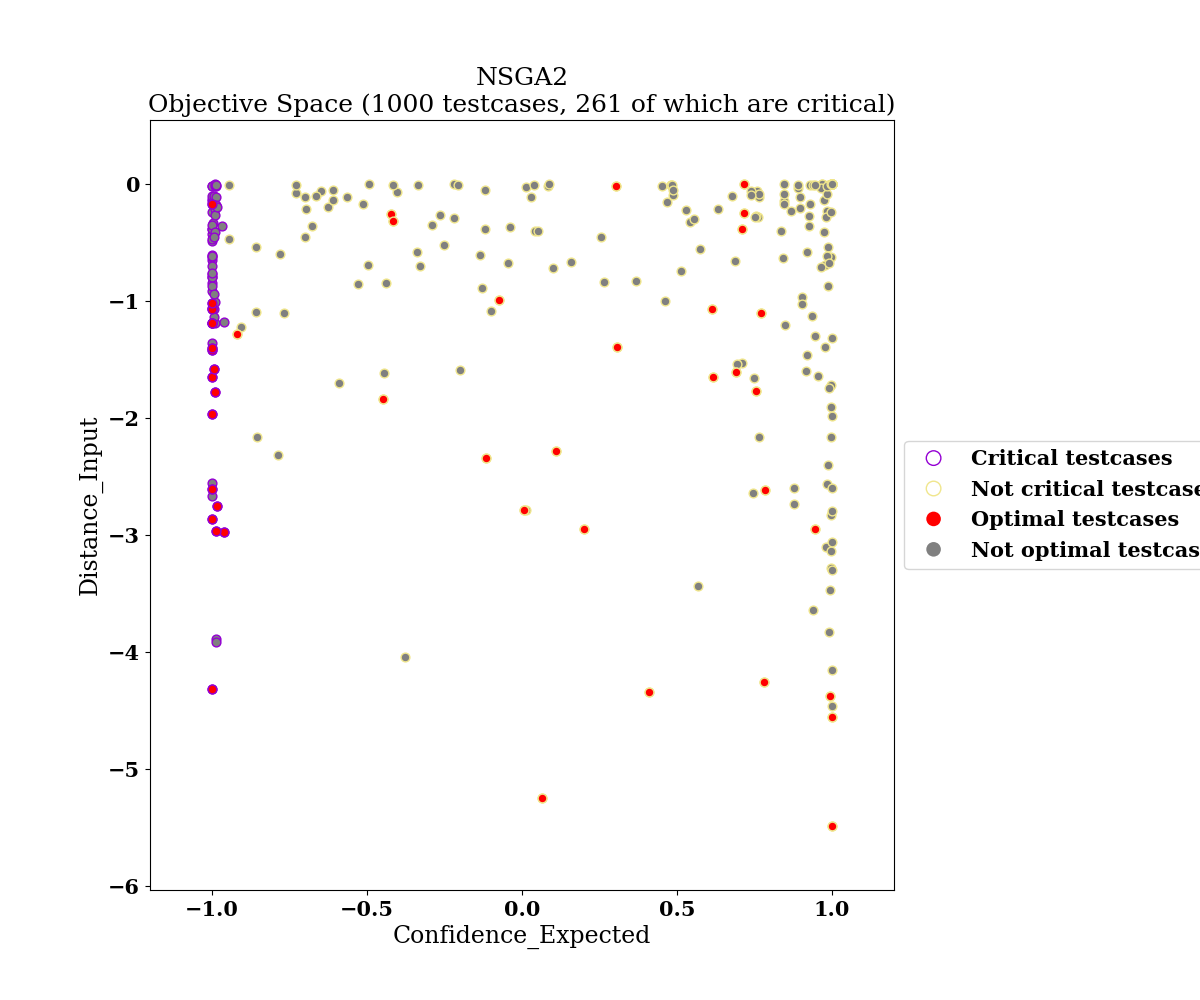 NSGA2
Objective Space (1000 testcases, 261 of which are critical)
0
−1
−2
−3
−4
−5
−6
Distance_Input
−1.0
−0.5
0.0
0.5
1.0
Confidence_Expected
Critical testcases
Not critical testcase
Optimal testcases
Not optimal testcas